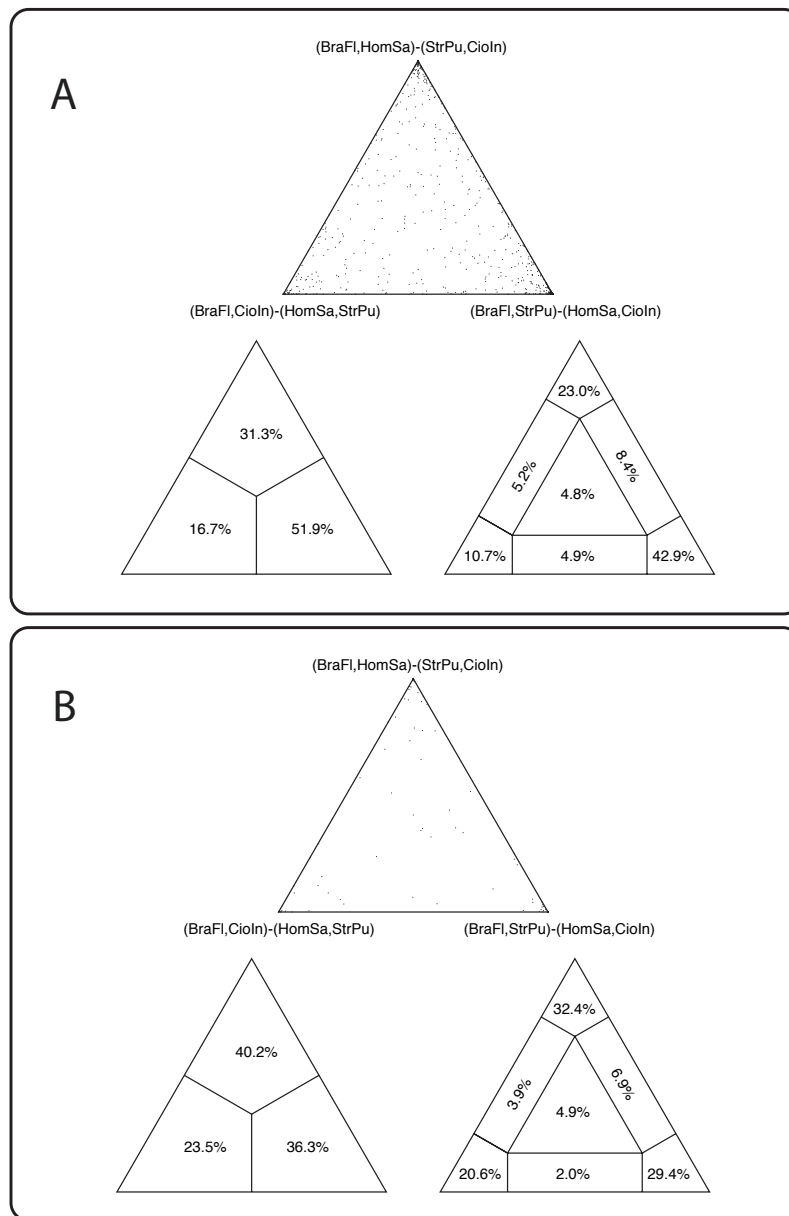 (BraFl,HomSa)-(StrPu,CioIn)
A
(BraFl,CioIn)-(HomSa,StrPu)
(BraFl,StrPu)-(HomSa,CioIn)
31.3%
16.7%
51.9%
23.0%
5.2%
8.4%
4.8%
10.7%
4.9%
42.9%
(BraFl,HomSa)-(StrPu,CioIn)
B
(BraFl,CioIn)-(HomSa,StrPu)
(BraFl,StrPu)-(HomSa,CioIn)
40.2%
23.5%
36.3%
32.4%
3.9%
6.9%
4.9%
20.6%
2.0%
29.4%